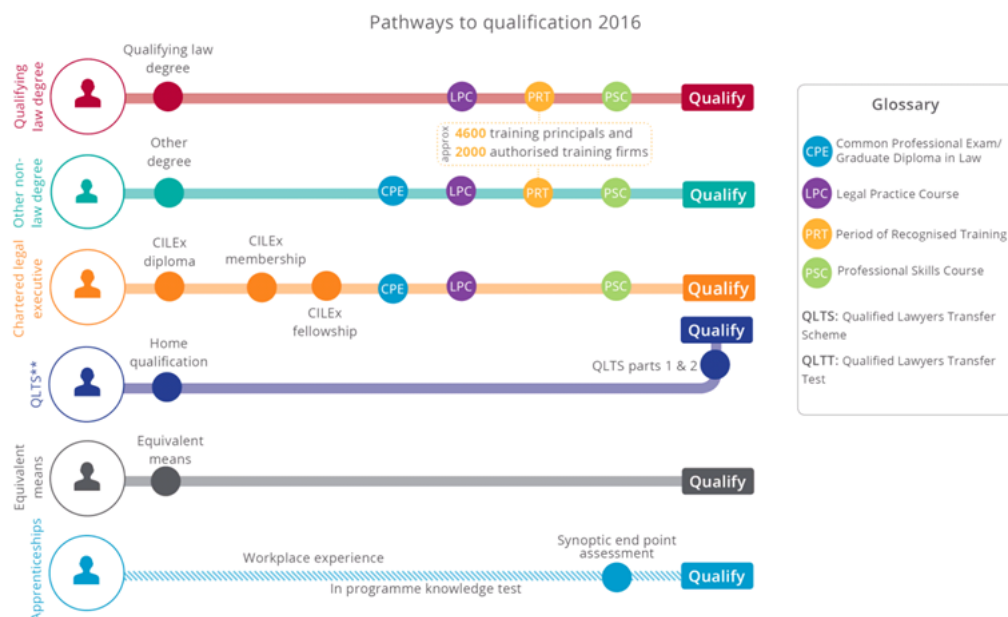 Pathways to qualification 2016
Qualifying
law degree
Qualifying law
degree
LPC
PRT
PSC
Qualify
approx
4600 training principals and
2000 authorised training firms
Other non-
law degree
Other
degree
CPE
LPC
PRT
PSC
Qualify
Chartered legal
executive
CILEx
diploma
CILEx
membership
CILEx
fellowship
CPE
LPC
PSC
Qualify
QLTS**
Home
qualification
QLTS parts 1 & 2
Qualify
Equivalent
means
Equivalent
means
Qualify
Apprenticeships
Workplace experience
In programme knowledge test
Synoptic end point
assessment
Qualify
Glossary
CPE
Common Professional Exam/
Graduate Diploma in Law
LPC
Legal Practice Course
PRT
Period of Recognised Training
PSC
Professional Skills Course
QLTS: Qualified Lawyers Transfer
Scheme
QLTT: Qualified Lawyers Transfer
Test